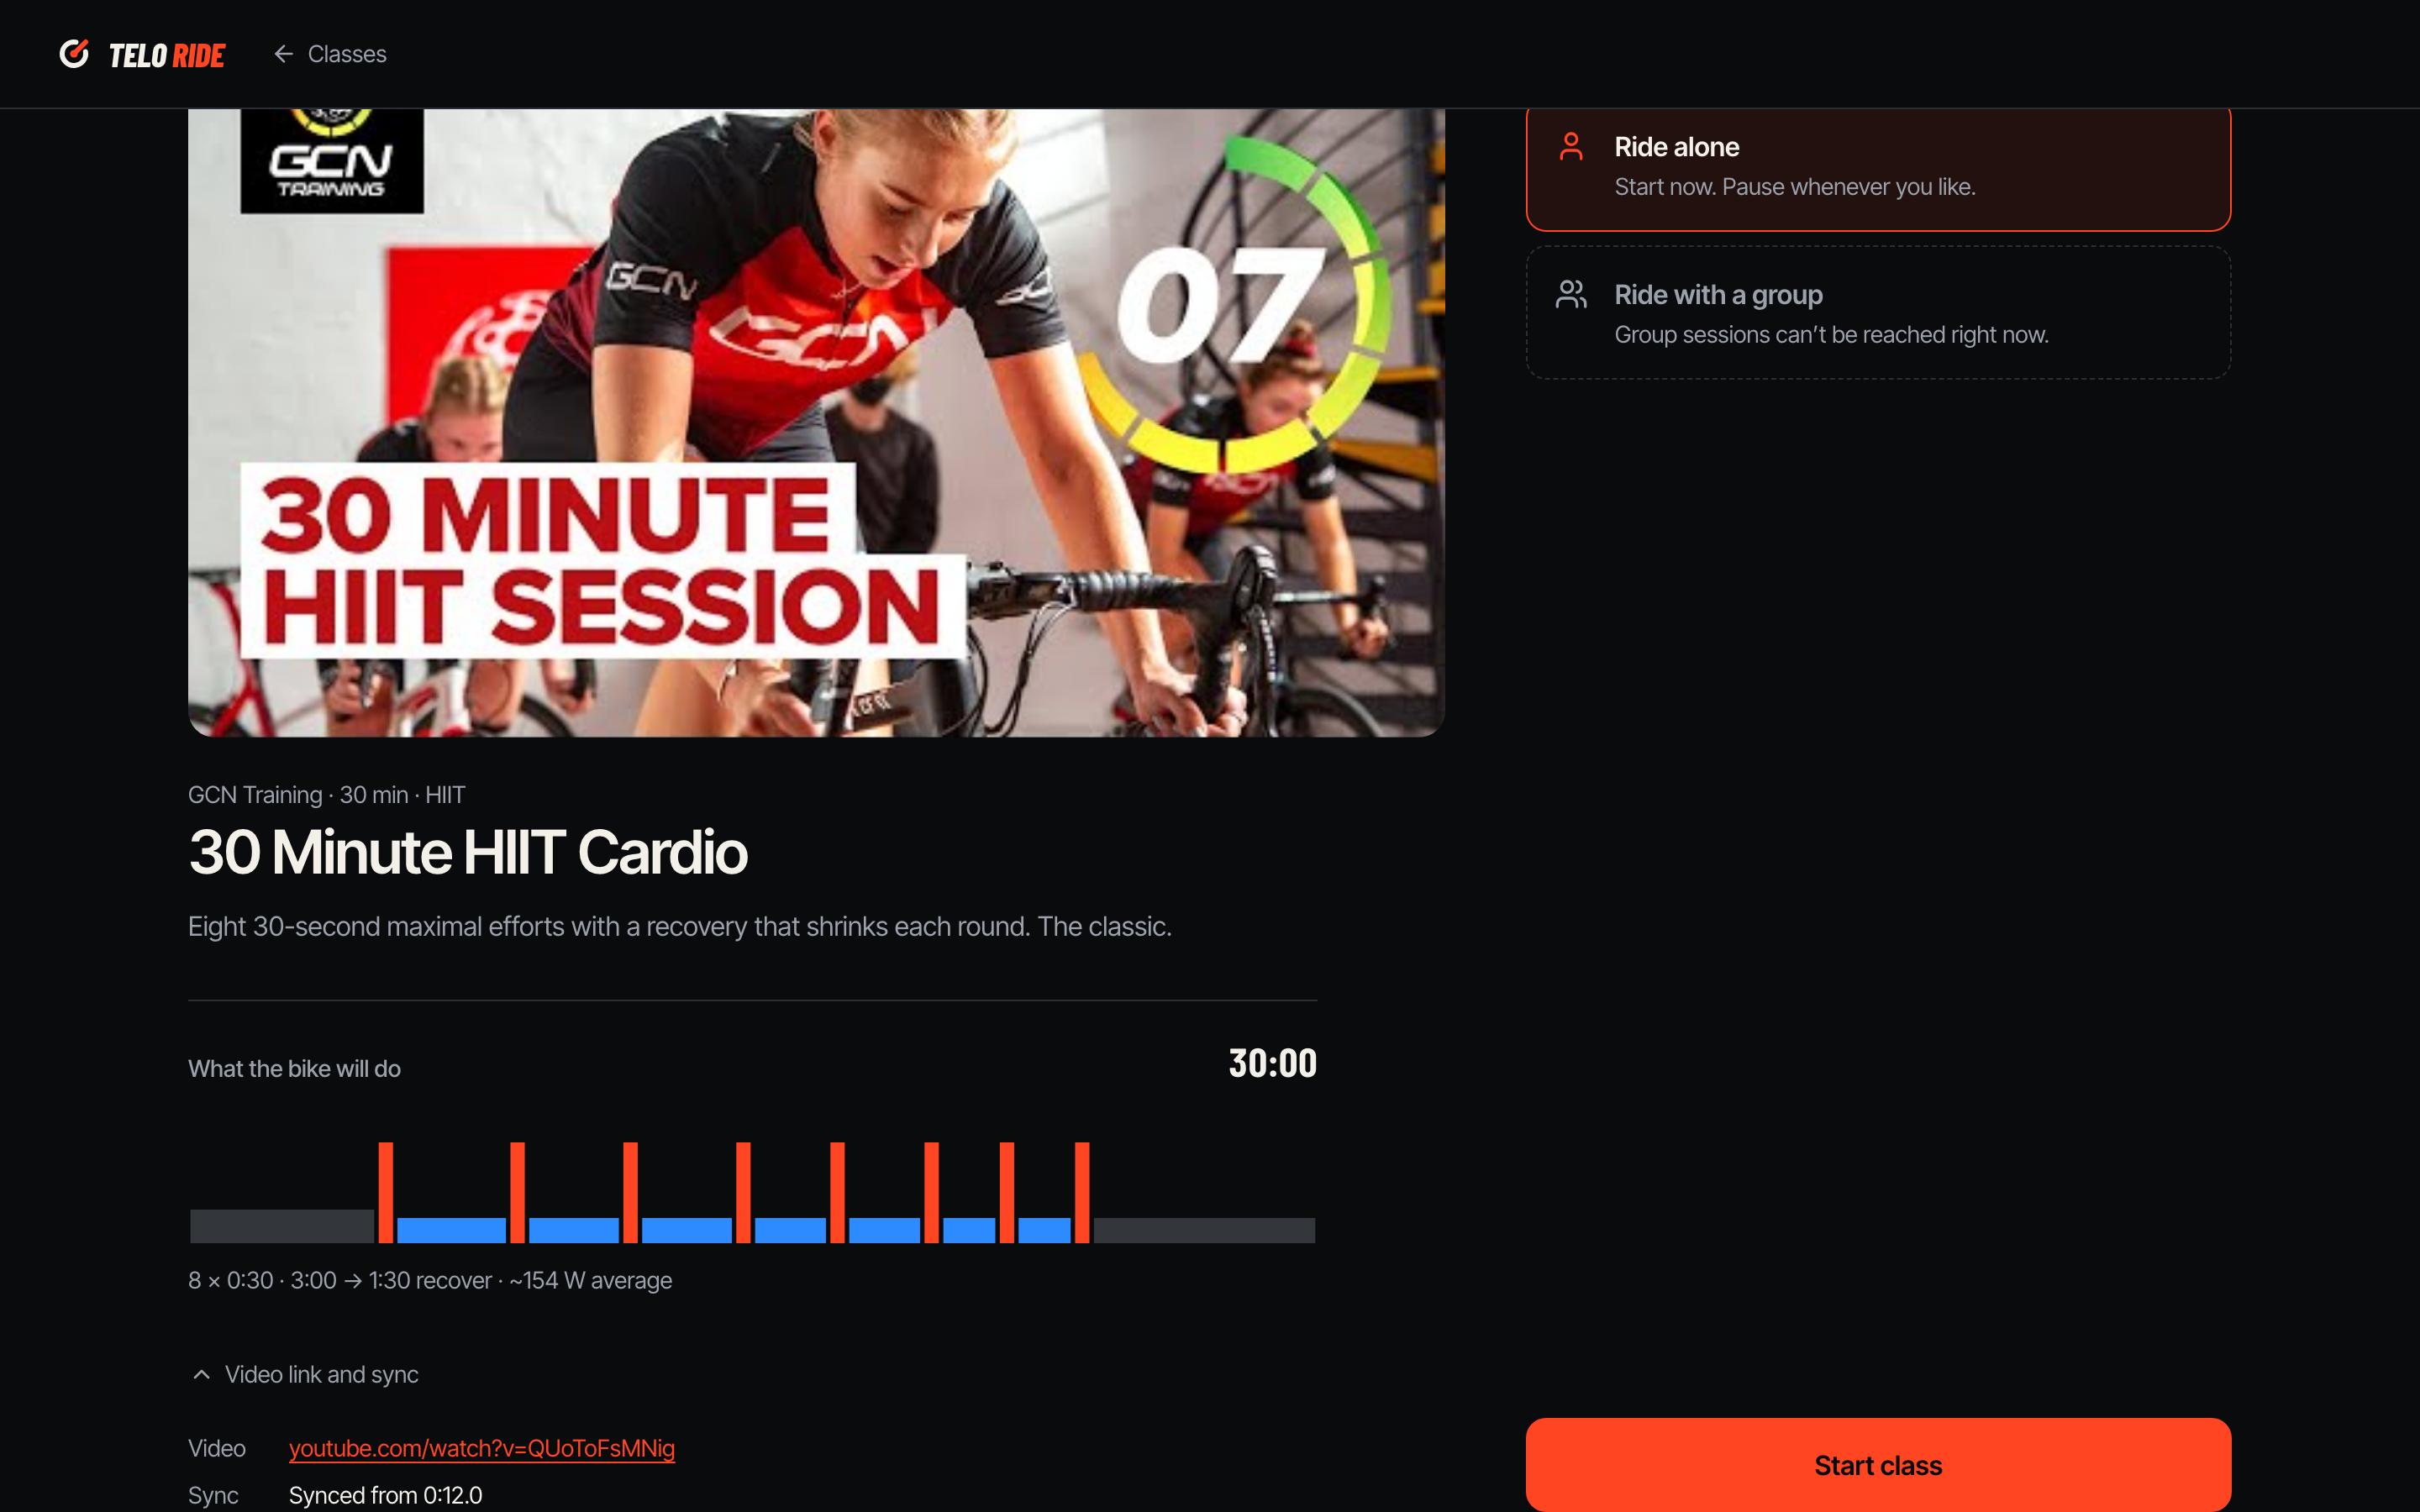 TELO RIDE
Classes
GCN
TRAINING
GCN
GCN
07
30 MINUTE
HIIT SESSION
Ride alone
Start now. Pause whenever you like.
Ride with a group
Group sessions can’t be reached right now.
GCN Training · 30 min · HIIT
30 Minute HIIT Cardio
Eight 30-second maximal efforts with a recovery that shrinks each round. The classic.
What the bike will do
30:00
8 × 0:30 · 3:00 → 1:30 recover · ~154 W average
Video link and sync
Video youtube.com/watch?v=QUoToFsMNig
Sync Synced from 0:12.0
Start class